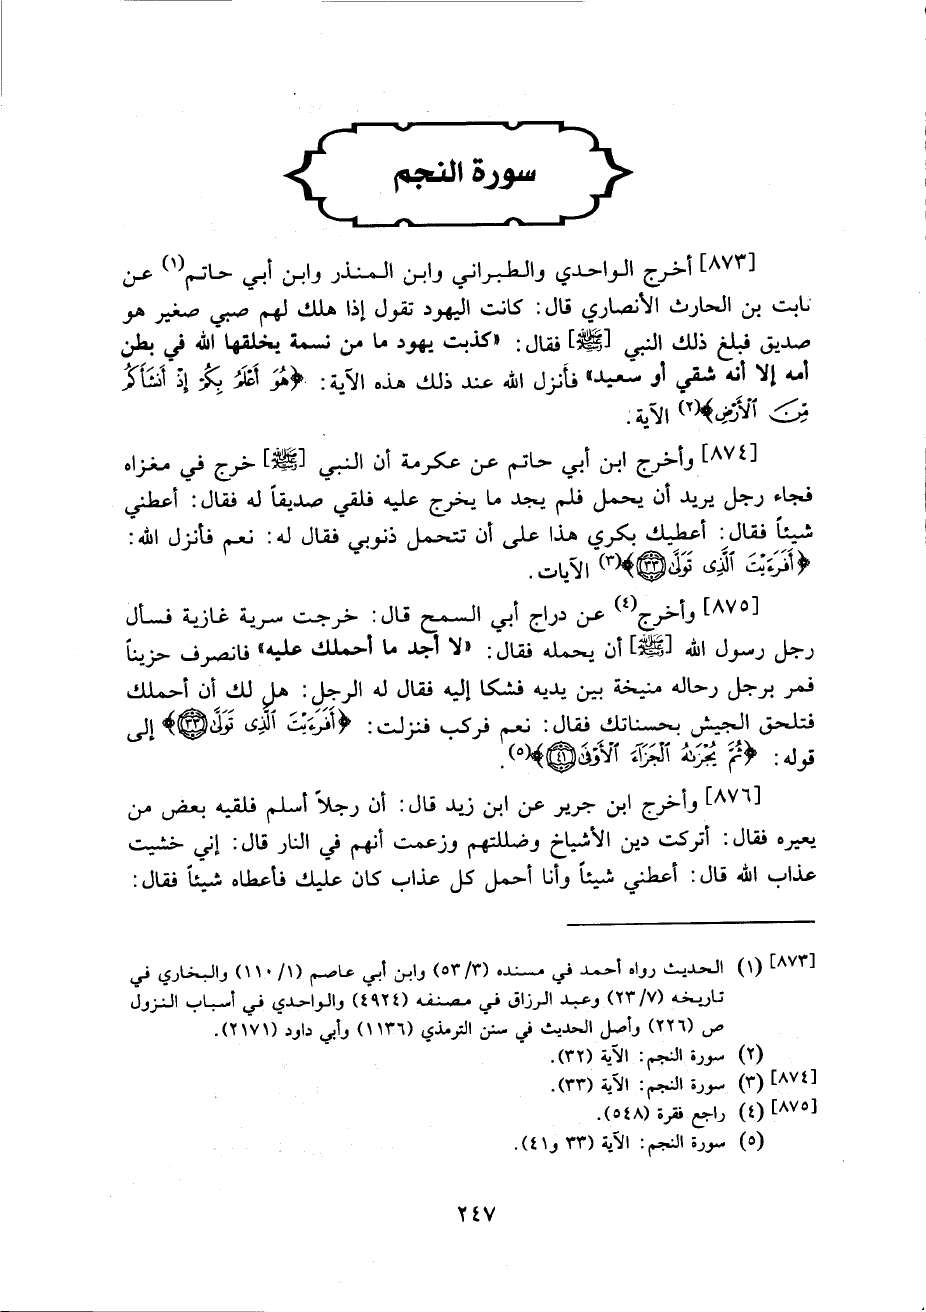 سورة النجم
[٨٧٣] أخرج الواحدي والطبراني وابن المنذر وابن أبي حاتم(١) عن
ثابت بن الحارث الأنصاري قال: كانت اليهود تقول إذا هلك لهم صبي صغير هو
صديق فبلغ ذلك النبي [ﷺ] فقال: «كذبت يهود ما من نسمة يخلقها الله في بطن
أمه إلا أنه شقي أو سعيد» فأنزل الله عند ذلك هذه الآية: ﴿هُوَ أَعْلَمُ بِكُمْ إِذْ أَنشَأَكُم
مِّنَ ٱلْأَرْضِ﴾(٢) الآية.
[٨٧٤] وأخرج ابن أبي حاتم عن عكرمة أن النبي [ﷺ] خرج في مغزاه
فجاء رجل يريد أن يحمل فلم يجد ما يخرج عليه فلقي صديقاً له فقال: أعطني
شيئاً فقال: أعطيك بكري هذا على أن تتحمل ذنوبي فقال له: نعم فأنزل الله:
﴿أَفَرَءَيْتَ ٱلَّذِى تَوَلَّىٰ ٣٣﴾(٣) الآيات.
[٨٧٥] وأخرج(٤) عن دراج أبي السمح قال: خرجت سرية غازية فسأل
رجل رسول الله [ﷺ] أن يحمله فقال: «لا أجد ما أحملك عليه» فانصرف حزيناً
فمر برجل رحاله منيخة بين يديه فشكا إليه فقال له الرجل: هل لك أن أحملك
فتلحق الجيش بحسناتك فقال: نعم فركب فنزلت: ﴿أَفَرَءَيْتَ ٱلَّذِى تَوَلَّىٰ ٣٣﴾ إلى
قوله: ﴿ثُمَّ يُجْزَىٰهُ ٱلْجَزَآءَ ٱلْأَوْفَىٰ ٤١﴾(٥).
[٨٧٦] وأخرج ابن جرير عن ابن زيد قال: أن رجلاً أسلم فلقيه بعض من
يعيره فقال: أتركت دين الأشياخ وضللتهم وزعمت أنهم في النار قال: إني خشيت
عذاب الله قال: أعطني شيئاً وأنا أحمل كل عذاب كان عليك فأعطاه شيئاً فقال:
[٨٧٣] (١) الحديث رواه أحمد في مسنده (٥٣/٣) وابن أبي عاصم (١١٠/١) والبخاري في
تاريخه (٢٣/٧) وعبد الرزاق في مصنفه (٤٩٢٤) والواحدي في أسباب النزول
ص (٢٢٦) وأصل الحديث في سنن الترمذي (١١٣٦) وأبي داود (٢١٧١).
(٢) سورة النجم: الآية (٣٢).
[٨٧٤] (٣) سورة النجم: الآية (٣٣).
[٨٧٥] (٤) راجع فقرة (٥٤٨).
(٥) سورة النجم: الآية (٣٣ و٤١).
٢٤٧